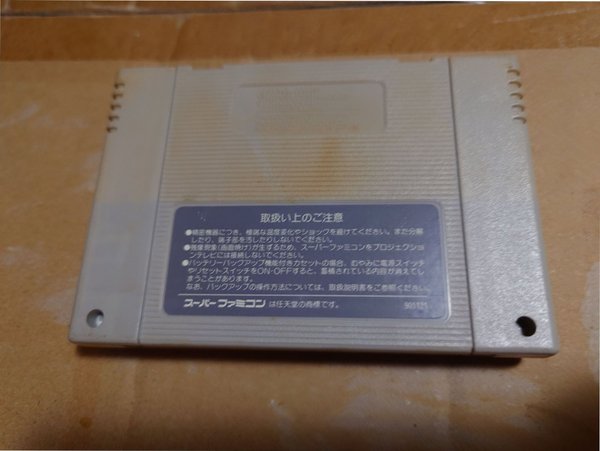 取扱い上のご注意
●精密機器につき、極端な温度変化やショックを避けてください。また分解
したり、端子部を汚したりしないでください。
●残像現象(画面焼け)が生ずるため、スーパーファミコンをプロジェクショ
ンテレビには接続しないでください。
●バッテリーバックアップ機能付きカセットの場合、むやみに電源スイッチ
やリセットスイッチをON・OFFすると、蓄積されている内容が消えてし
まうことがあります。
なお、バックアップの操作方法については、取扱説明書をご参照ください。
スーパーファミコン は任天堂の商標です。 901121